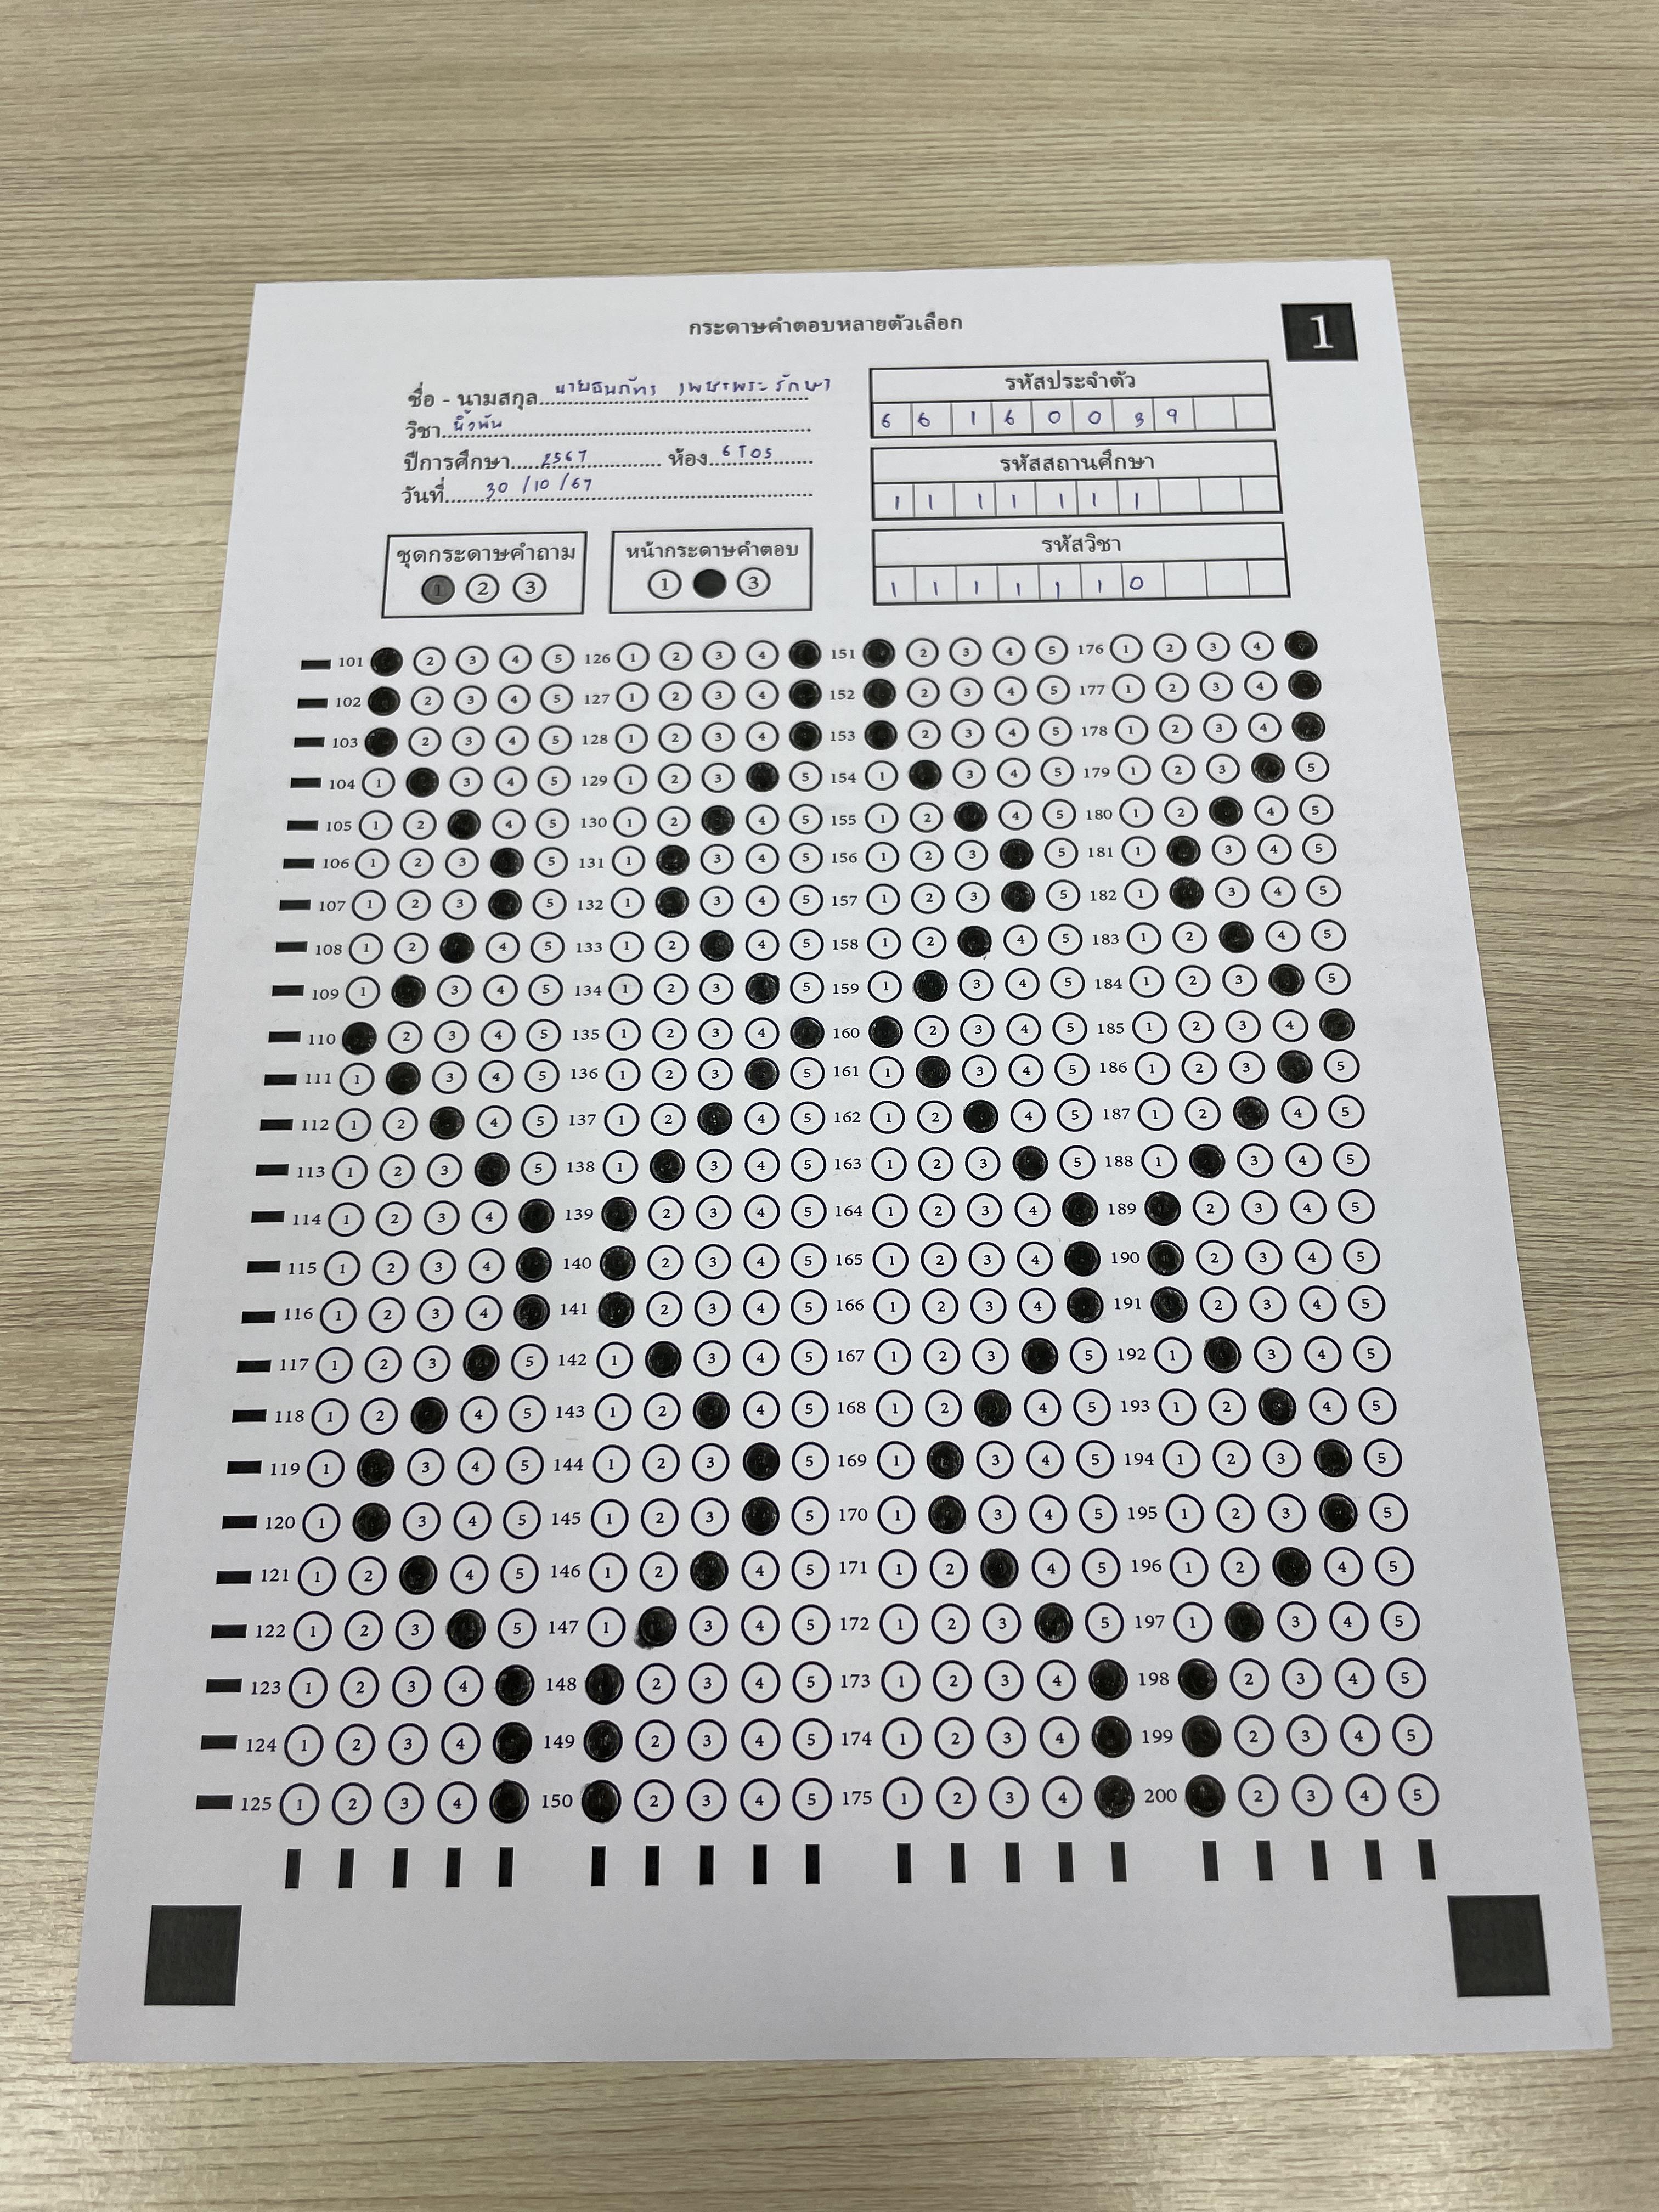 กระดาษคำตอบหลายตัวเลือก
1
ชื่อ - นามสกุล นายธนภัทร
วิชา
ปีการศึกษา 2567 ห้อง 6T05
วันที่ 30 /10 /67
รหัสประจำตัว
6 6 1 6 0 0 3 9
รหัสสถานศึกษา
1 1 1 1 1 1 1
รหัสวิชา
1 1 1 1 1 1 0
ชุดกระดาษคำถาม
1 2 3
หน้ากระดาษคำตอบ
1 3
101 2 3 4 5 126 1 2 3 4 151 2 3 4 5 176 1 2 3 4
102 2 3 4 5 127 1 2 3 4 152 2 3 4 5 177 1 2 3 4
103 2 3 4 5 128 1 2 3 4 153 2 3 4 5 178 1 2 3 4
104 1 3 4 5 129 1 2 3 5 154 1 3 4 5 179 1 2 3 5
105 1 2 4 5 130 1 2 4 5 155 1 2 4 5 180 1 2 4 5
106 1 2 3 5 131 1 3 4 5 156 1 2 3 5 181 1 3 4 5
107 1 2 3 5 132 1 3 4 5 157 1 2 3 5 182 1 3 4 5
108 1 2 4 5 133 1 2 4 5 158 1 2 4 5 183 1 2 4 5
109 1 3 4 5 134 1 2 3 5 159 1 3 4 5 184 1 2 3 5
110 2 3 4 5 135 1 2 3 4 160 2 3 4 5 185 1 2 3 4
111 1 3 4 5 136 1 2 3 5 161 1 3 4 5 186 1 2 3 5
112 1 2 4 5 137 1 2 4 5 162 1 2 4 5 187 1 2 4 5
113 1 2 3 5 138 1 3 4 5 163 1 2 3 5 188 1 3 4 5
114 1 2 3 4 139 2 3 4 5 164 1 2 3 4 189 2 3 4 5
115 1 2 3 4 140 2 3 4 5 165 1 2 3 4 190 2 3 4 5
116 1 2 3 4 141 2 3 4 5 166 1 2 3 4 191 2 3 4 5
117 1 2 3 5 142 1 3 4 5 167 1 2 3 5 192 1 3 4 5
118 1 2 4 5 143 1 2 4 5 168 1 2 4 5 193 1 2 4 5
119 1 3 4 5 144 1 2 3 5 169 1 3 4 5 194 1 2 3 5
120 1 3 4 5 145 1 2 3 5 170 1 3 4 5 195 1 2 3 5
121 1 2 4 5 146 1 2 4 5 171 1 2 4 5 196 1 2 4 5
122 1 2 3 5 147 1 3 4 5 172 1 2 3 5 197 1 3 4 5
123 1 2 3 4 148 2 3 4 5 173 1 2 3 4 198 2 3 4 5
124 1 2 3 4 149 2 3 4 5 174 1 2 3 4 199 2 3 4 5
125 1 2 3 4 150 2 3 4 5 175 1 2 3 4 200 2 3 4 5